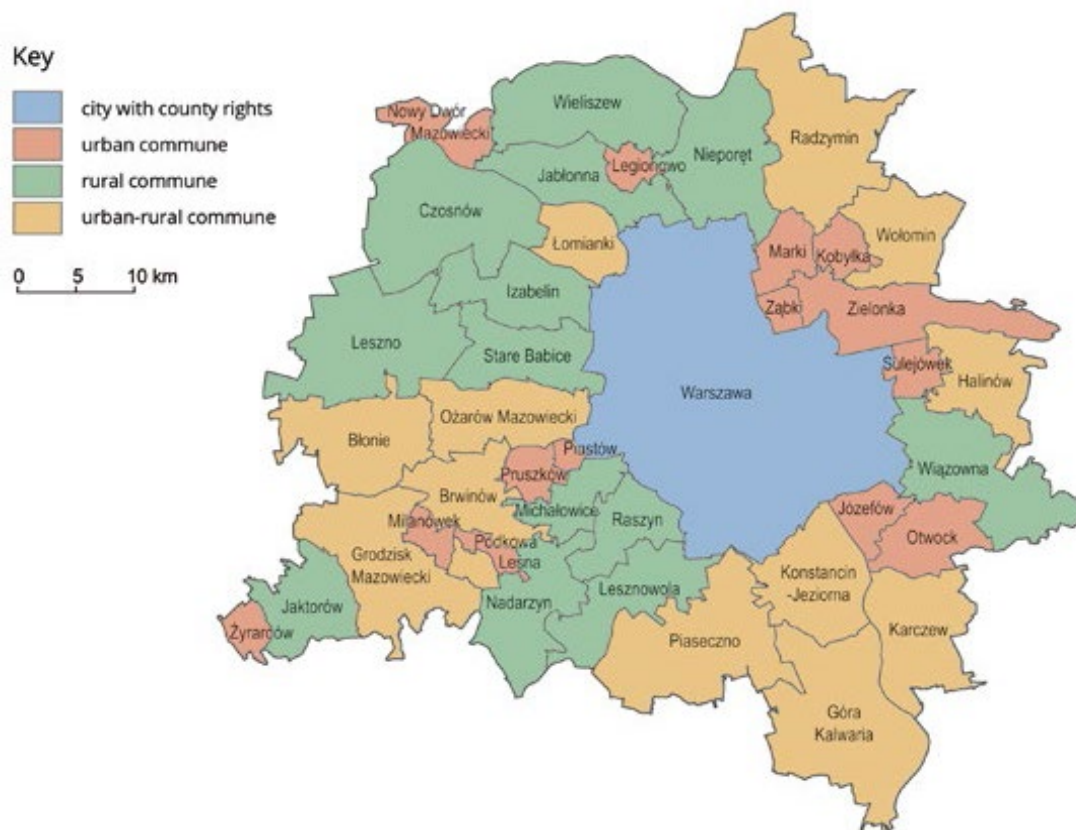 Key
city with county rights
urban commune
rural commune
urban-rural commune
0 5 10 km
Nowy Dwór
Mazowiecki
Wieliszew
Radzymin
Legionowo
Nieporęt
Jabłonna
Czosnów
Łomianki
Marki
Kobyłka
Wołomin
Izabelin
Ząbki
Zielonka
Leszno
Stare Babice
Sulejówek
Halinów
Warszawa
Ożarów Mazowiecki
Błonie
Piastów
Pruszków
Wiązowna
Brwinów
Michałowice
Józefów
Milanówek
Raszyn
Otwock
Podkowa
Leśna
Grodzisk
Mazowiecki
Konstancin
-Jeziorna
Lesznowola
Nadarzyn
Jaktorów
Żyrardów
Piaseczno
Karczew
Góra
Kalwaria